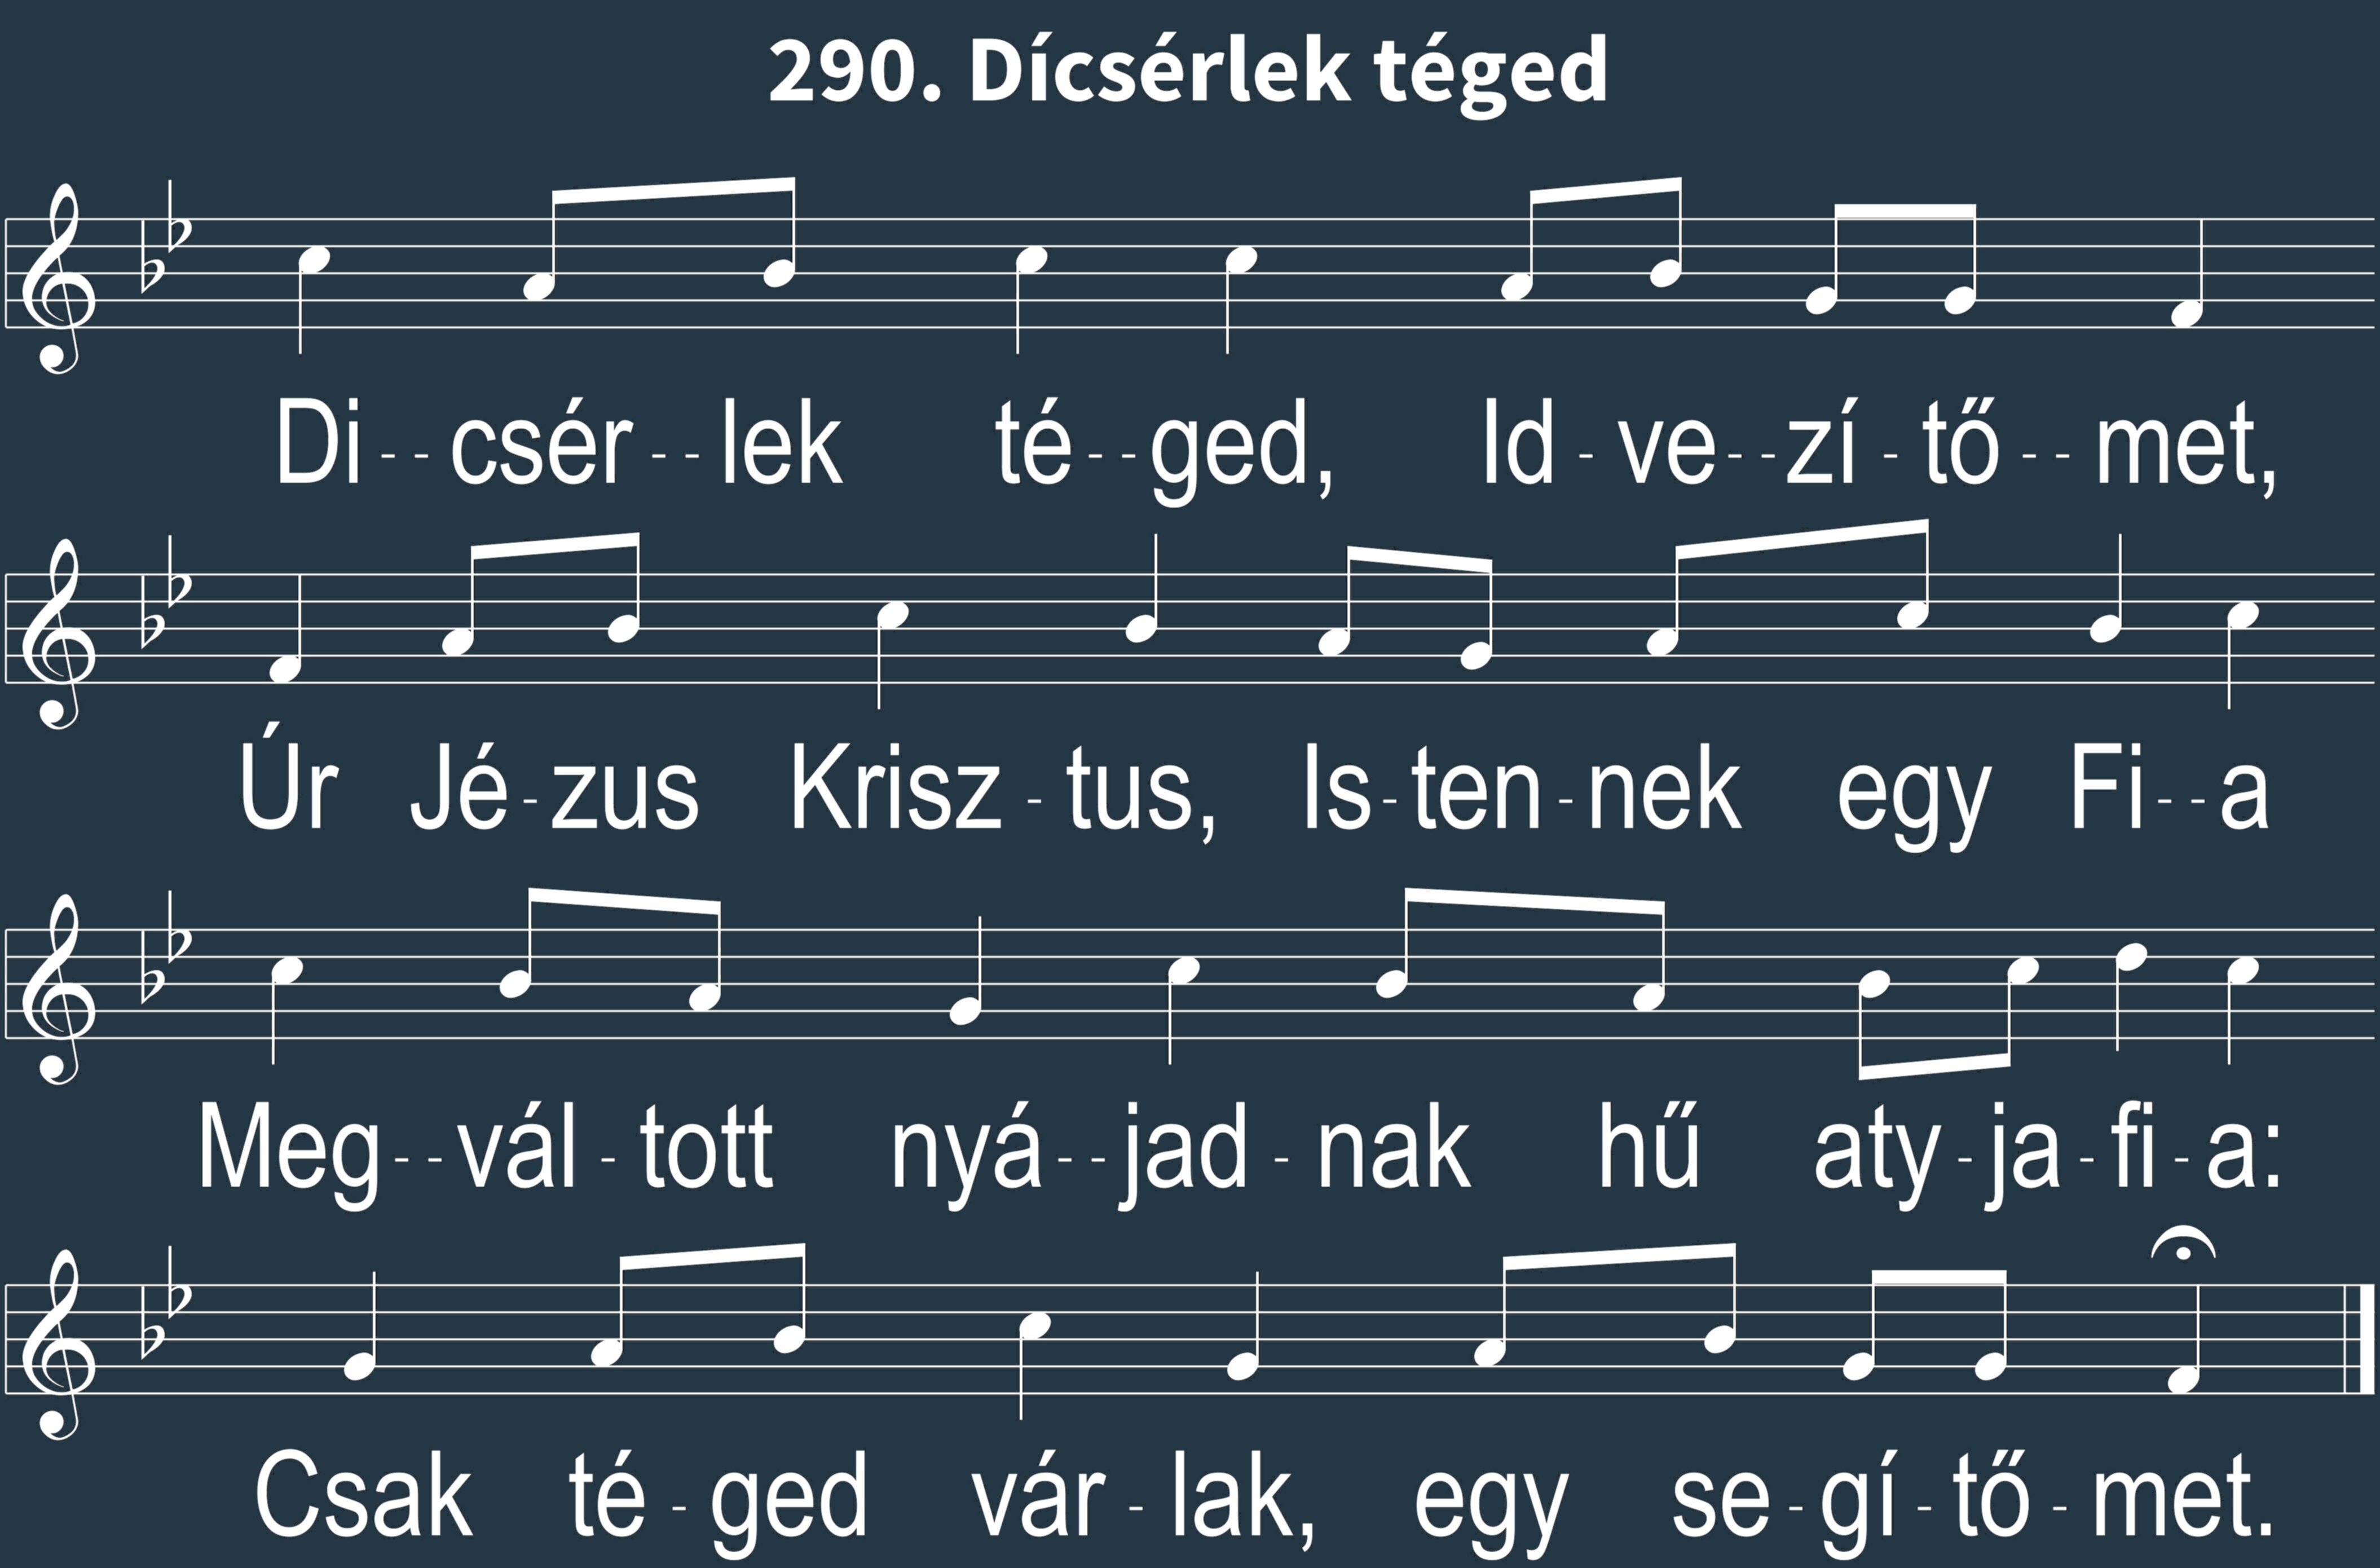 290. Dícsérlek téged
Di - - csér - - lek té - - ged, Id - ve - - zí - tő - - met,
Úr Jé - zus Krisz - tus, Is - ten - nek egy Fi - - a
Meg - - vál - tott nyá - - jad - nak hű aty - ja - fi - a:
Csak té - ged vár - lak, egy se - gí - tő - met.